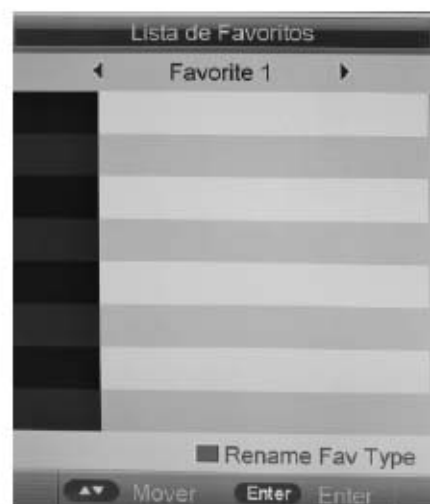 Lista de Favoritos
Favorite 1
Rename Fav Type
Mover Enter Enter